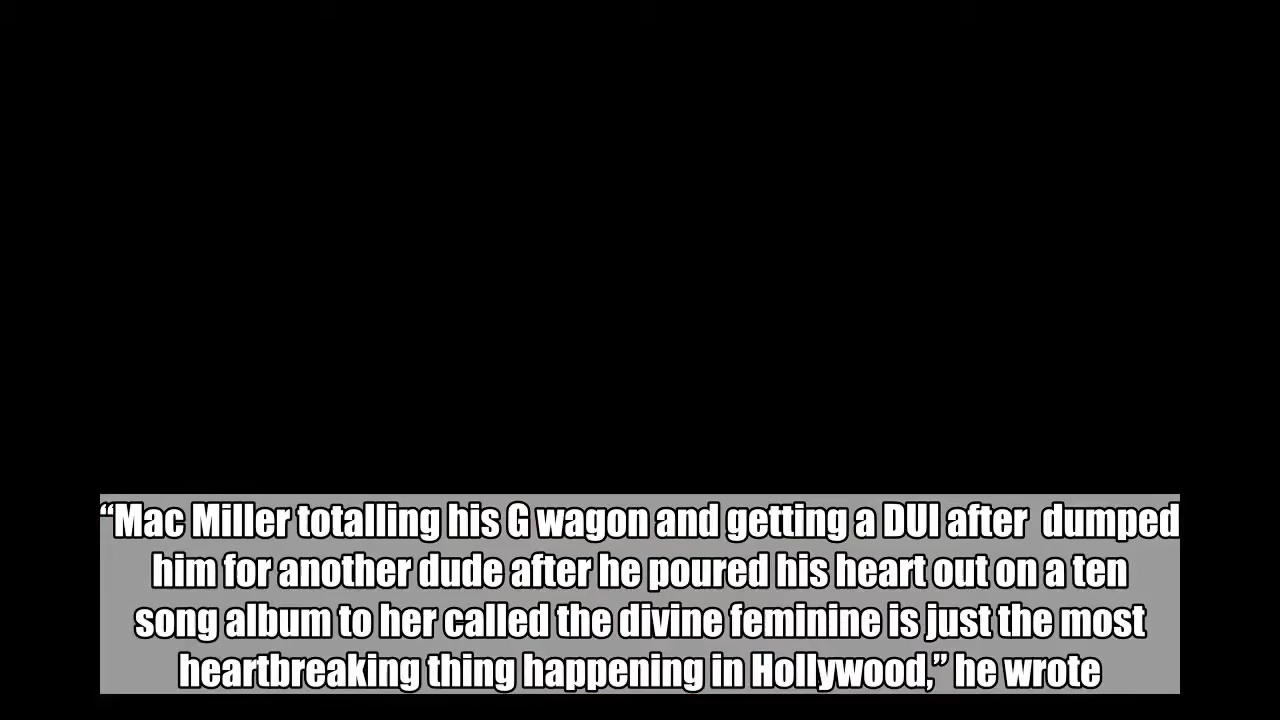 “Mac Miller totalling his G wagon and getting a DUI after  dumped
him for another dude after he poured his heart out on a ten
song album to her called the divine feminine is just the most
heartbreaking thing happening in Hollywood,” he wrote